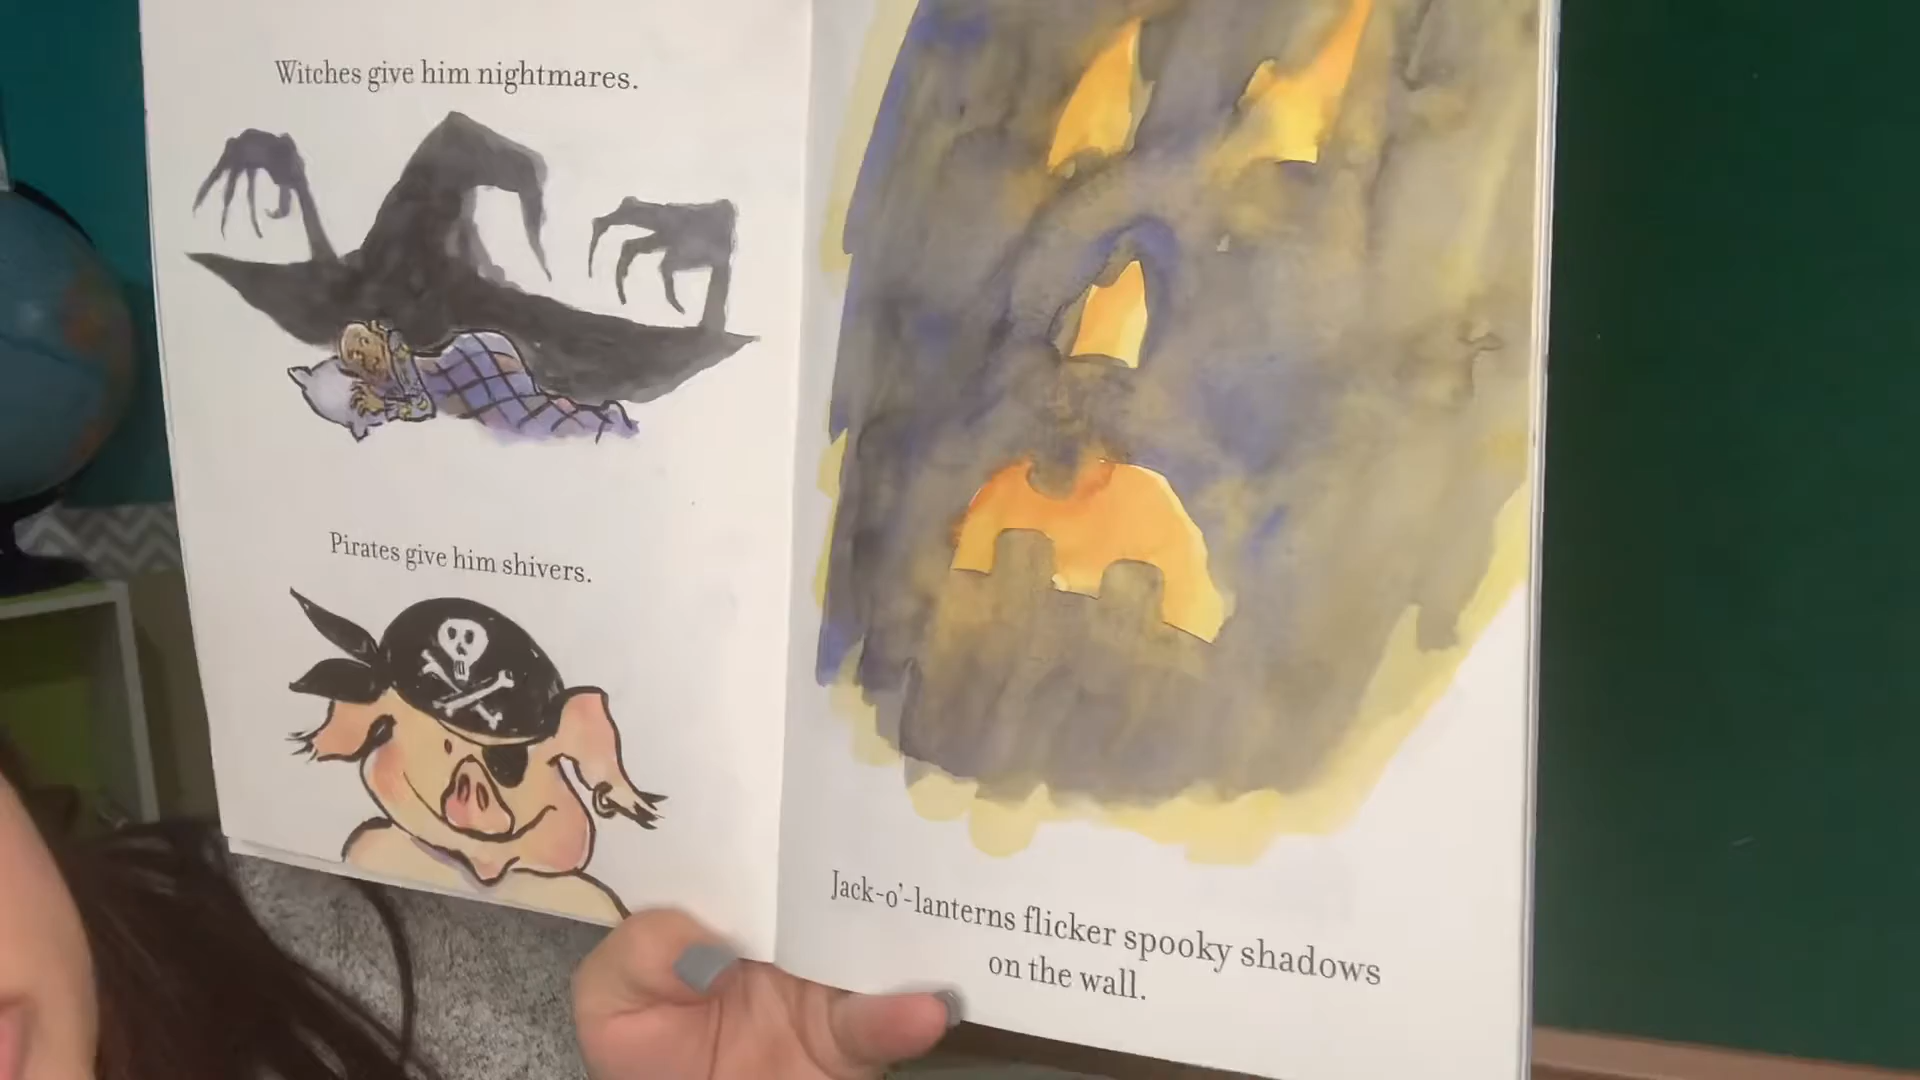 Witches give him nightmares.
Pirates give him shivers.
Jack-o'-lanterns flicker spooky shadows
on the wall.